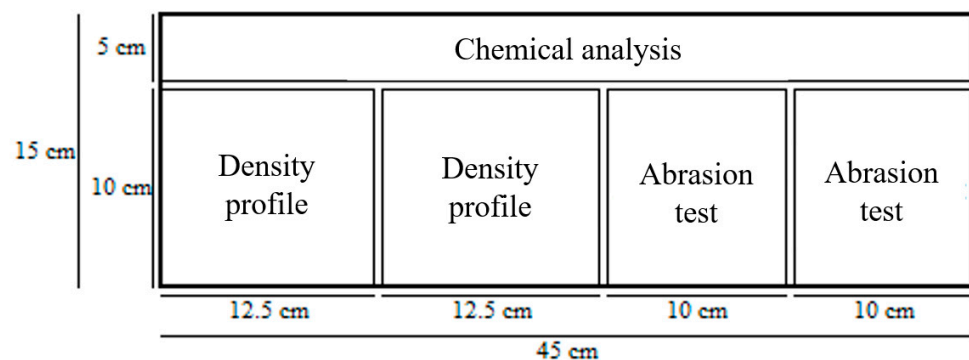 5 cm
Chemical analysis
15 cm
10 cm
Density
profile
Density
profile
Abrasion
test
Abrasion
test
12.5 cm
12.5 cm
10 cm
10 cm
45 cm